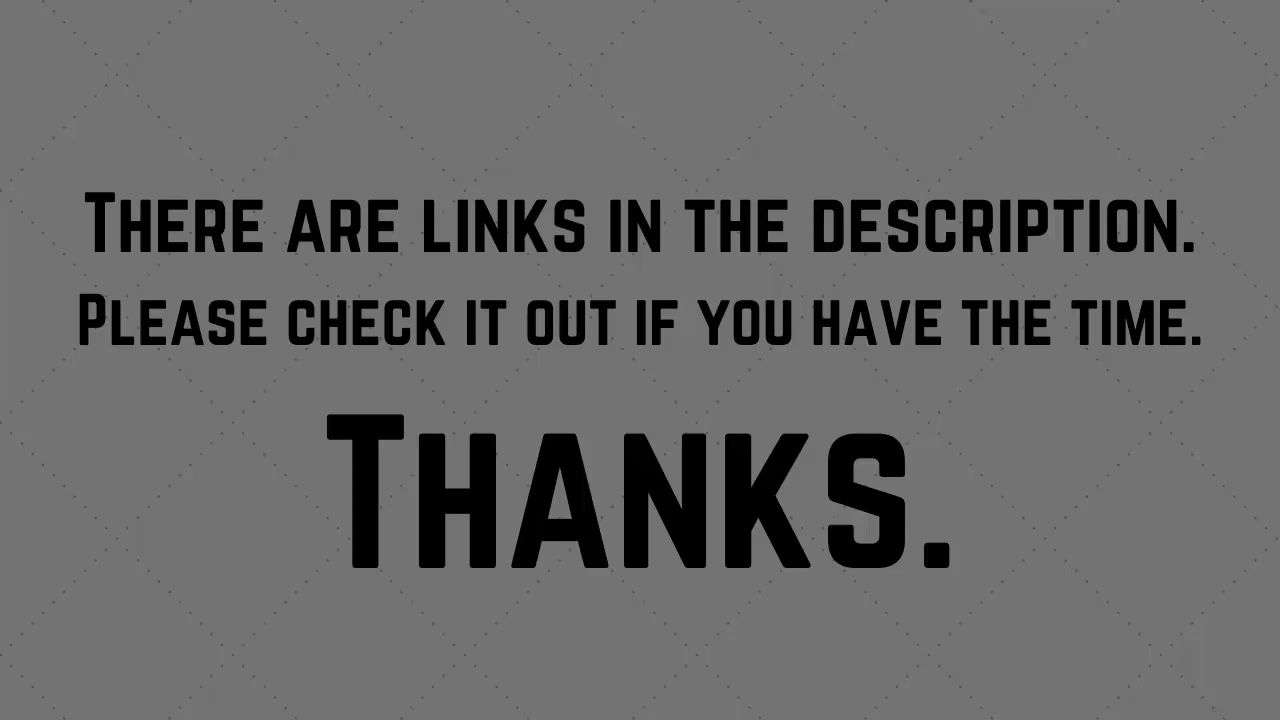 There are links in the description.
Please check it out if you have the time.
Thanks.